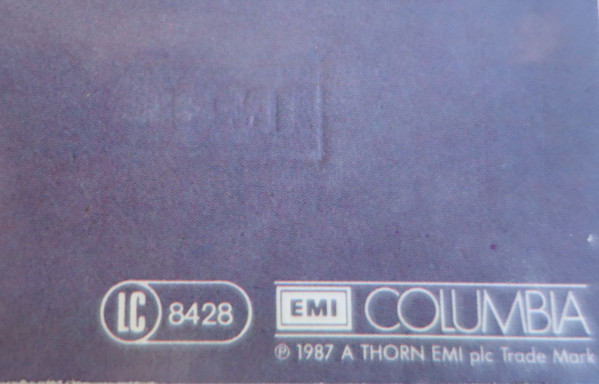 LC 8428
EMI COLUMBIA
℗ 1987 A THORN EMI plc Trade Mark